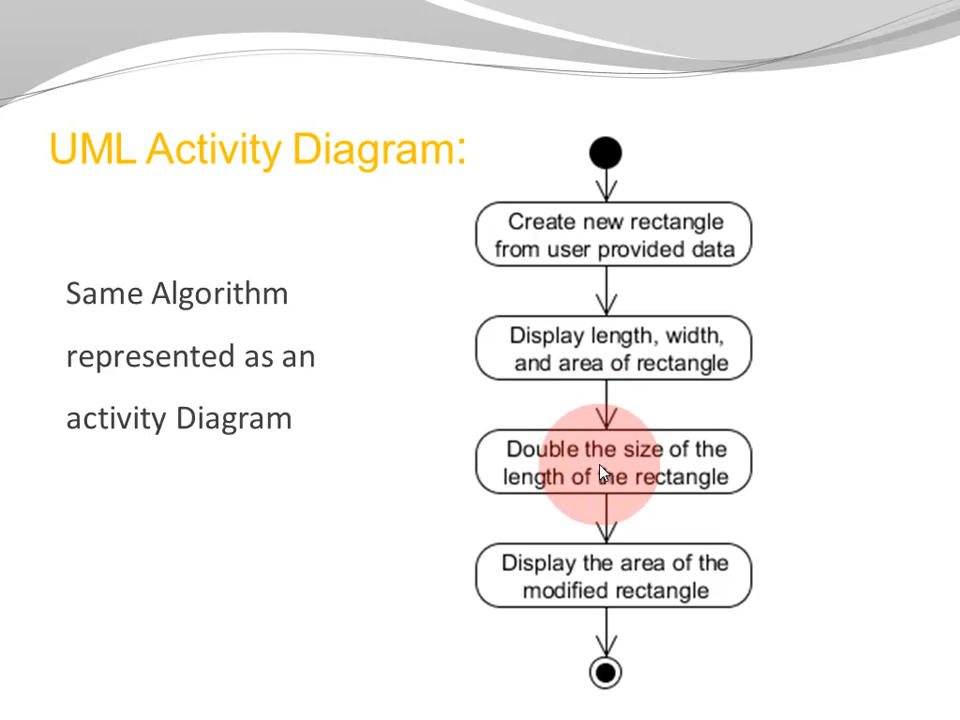 UML Activity Diagram:
Same Algorithm
represented as an
activity Diagram
Create new rectangle
from user provided data
Display length, width,
and area of rectangle
Double the size of the
length of the rectangle
Display the area of the
modified rectangle